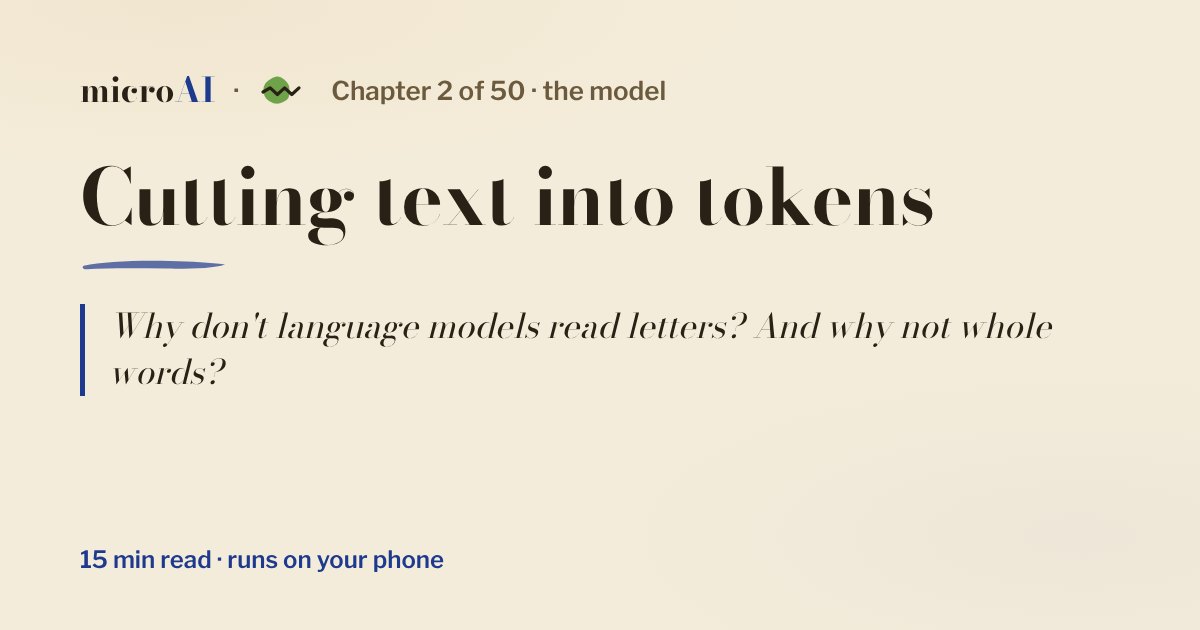 microAI · Chapter 2 of 50 · the model
Cutting text into tokens
Why don't language models read letters? And why not whole
words?
15 min read · runs on your phone